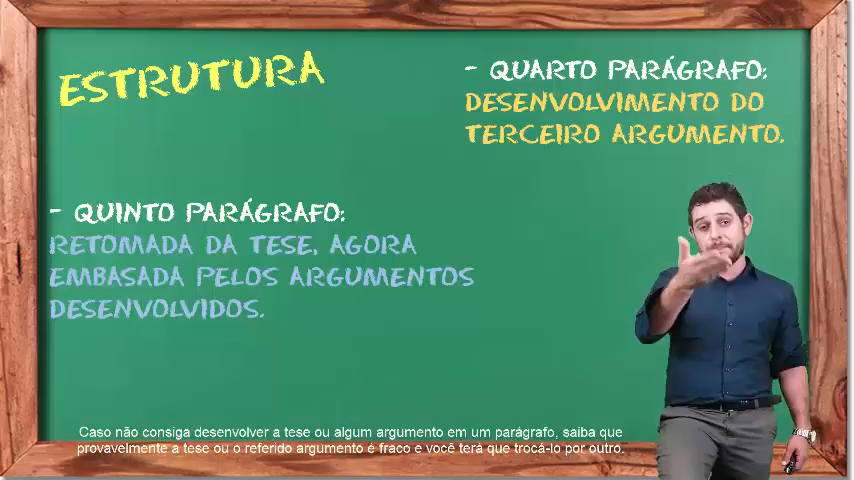 ESTRUTURA
- QUARTO PARÁGRAFO:
DESENVOLVIMENTO DO
TERCEIRO ARGUMENTO.
- QUINTO PARÁGRAFO:
RETOMADA DA TESE, AGORA
EMBASADA PELOS ARGUMENTOS
DESENVOLVIDOS.
Caso não consiga desenvolver a tese ou algum argumento em um parágrafo, saiba que
provavelmente a tese ou o referido argumento é fraco e você terá que trocá-lo por outro.